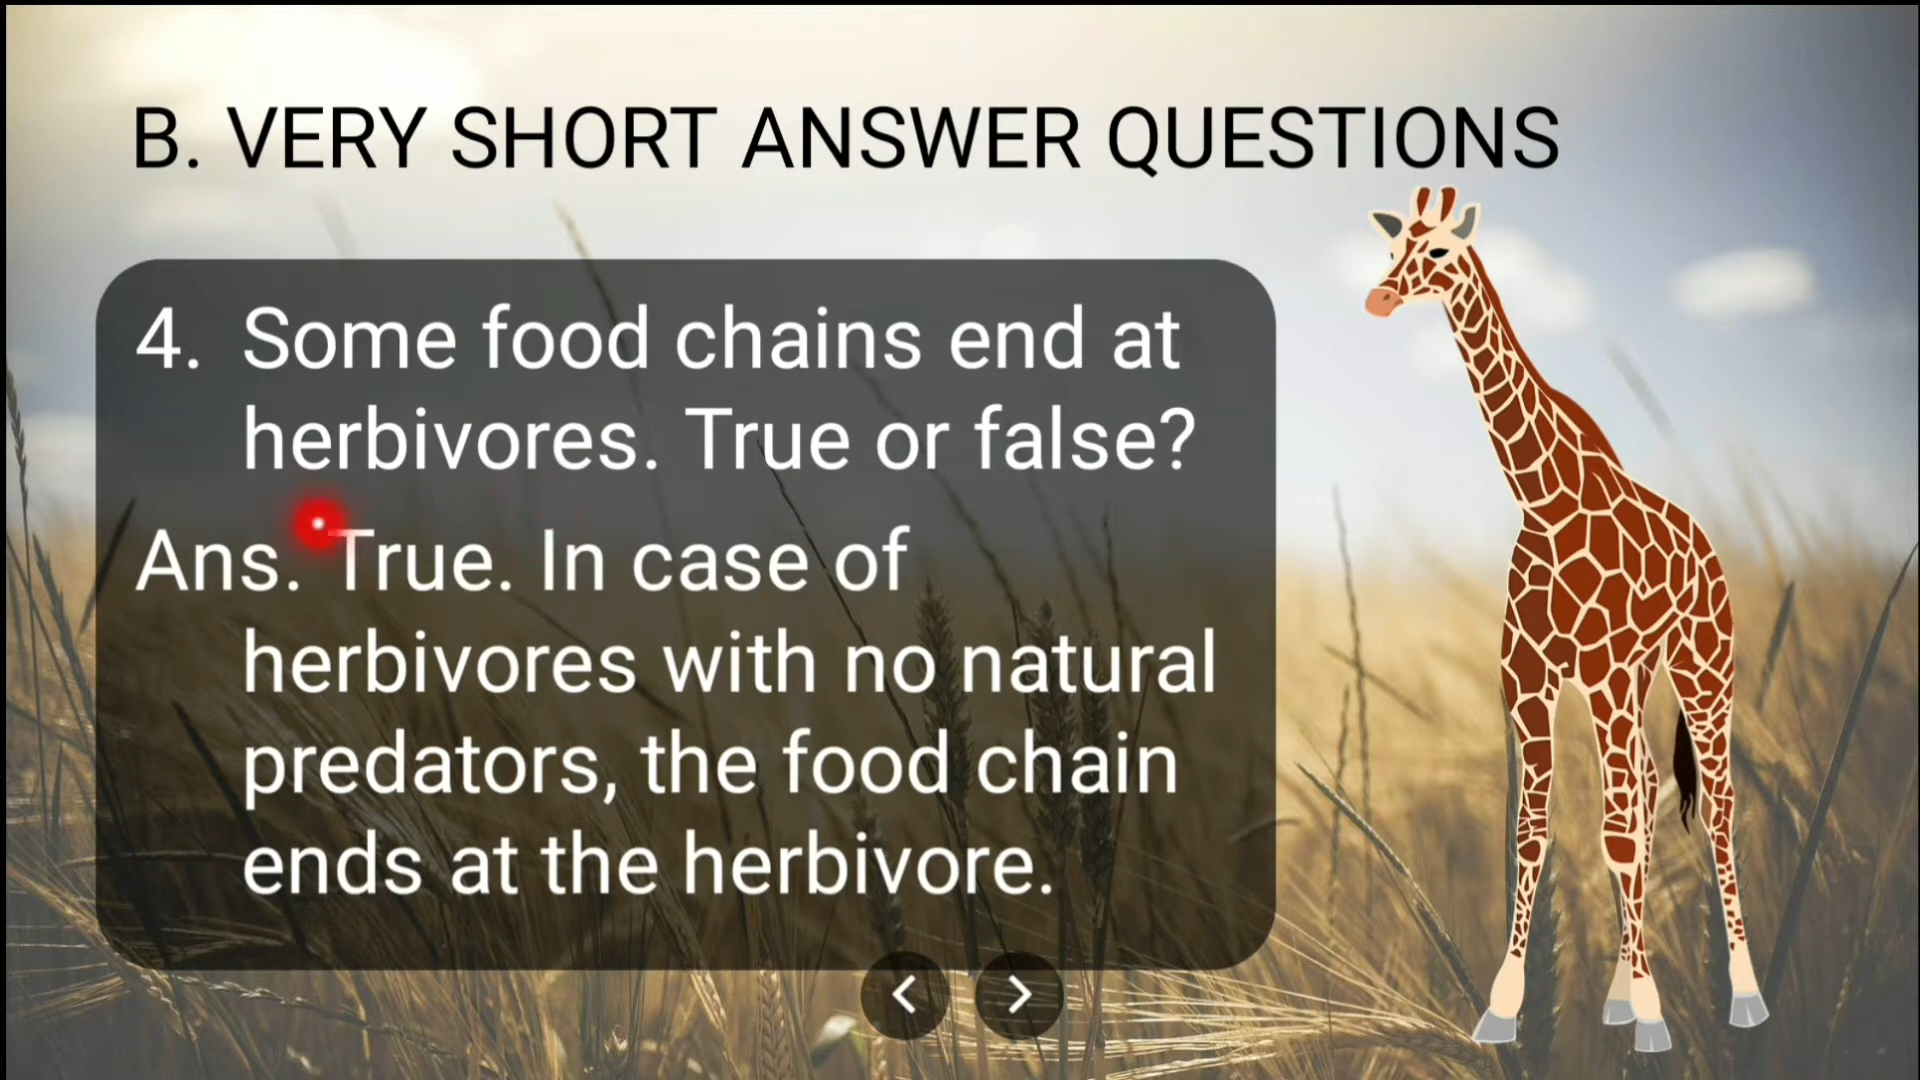 B. VERY SHORT ANSWER QUESTIONS
4. Some food chains end at
herbivores. True or false?
Ans. True. In case of
herbivores with no natural
predators, the food chain
ends at the herbivore.